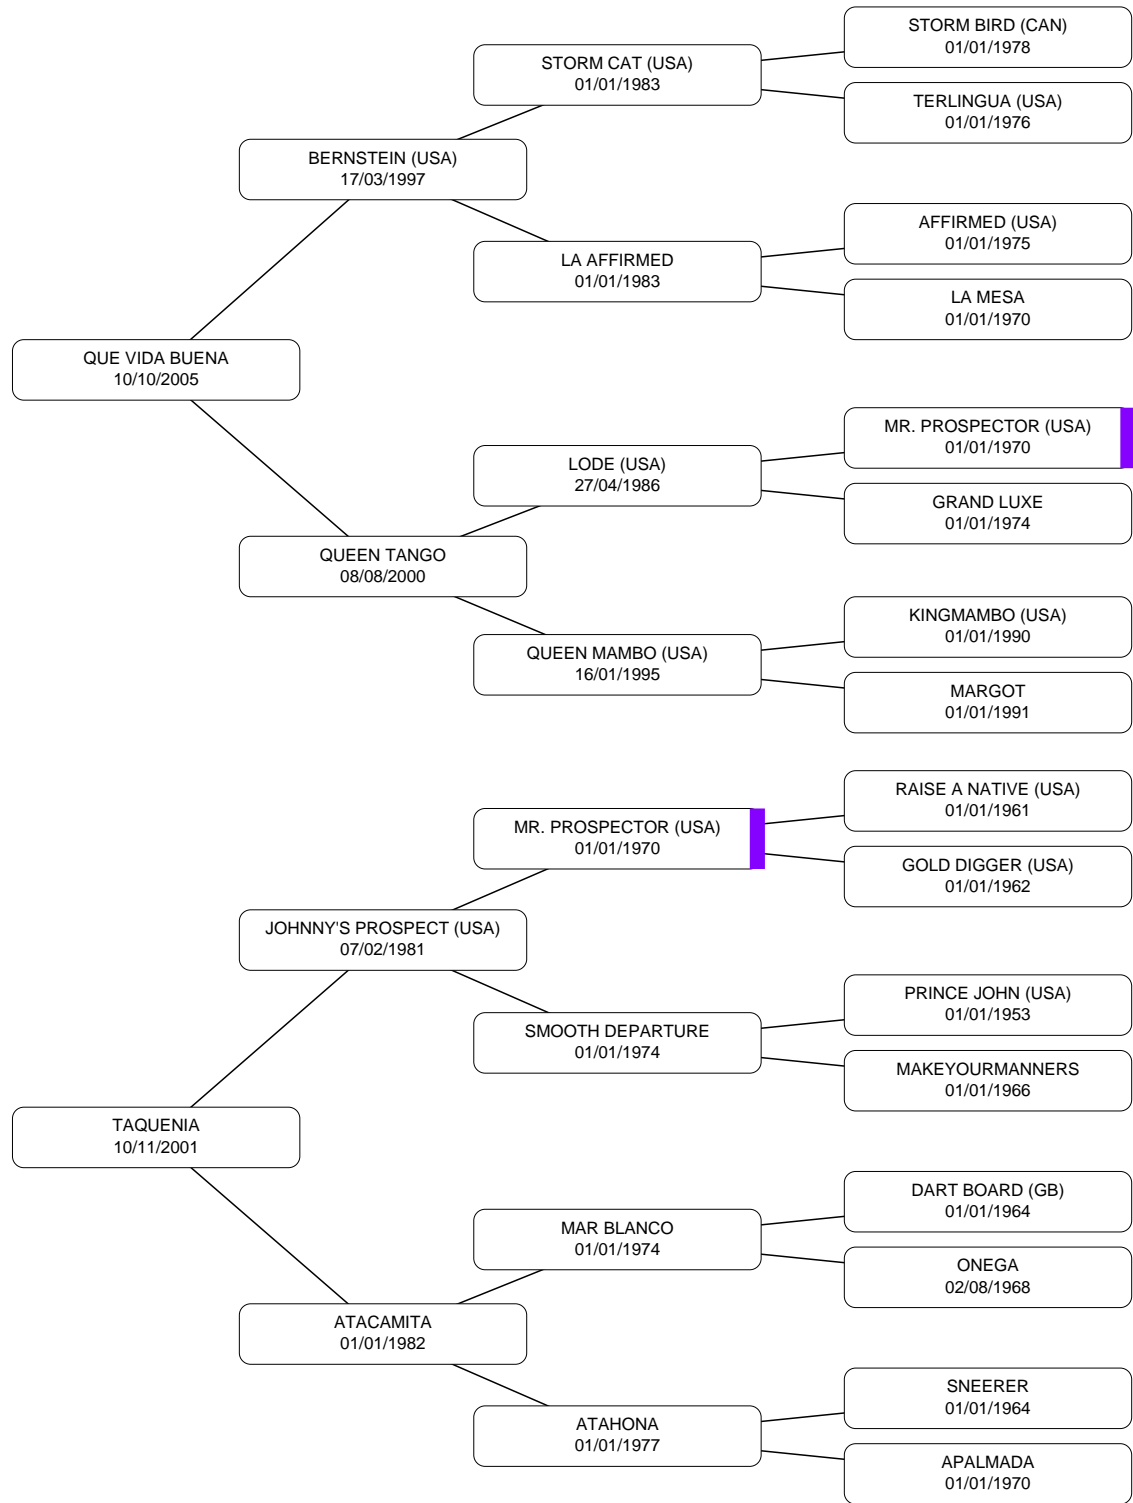 STORM BIRD (CAN)
01/01/1978
STORM CAT (USA)
01/01/1983
TERLINGUA (USA)
01/01/1976
BERNSTEIN (USA)
17/03/1997
AFFIRMED (USA)
01/01/1975
LA AFFIRMED
01/01/1983
LA MESA
01/01/1970
QUE VIDA BUENA
10/10/2005
MR. PROSPECTOR (USA)
01/01/1970
LODE (USA)
27/04/1986
GRAND LUXE
01/01/1974
QUEEN TANGO
08/08/2000
KINGMAMBO (USA)
01/01/1990
QUEEN MAMBO (USA)
16/01/1995
MARGOT
01/01/1991
RAISE A NATIVE (USA)
01/01/1961
MR. PROSPECTOR (USA)
01/01/1970
GOLD DIGGER (USA)
01/01/1962
JOHNNY'S PROSPECT (USA)
07/02/1981
PRINCE JOHN (USA)
01/01/1953
SMOOTH DEPARTURE
01/01/1974
MAKEYOURMANNERS
01/01/1966
TAQUENIA
10/11/2001
DART BOARD (GB)
01/01/1964
MAR BLANCO
01/01/1974
ONEGA
02/08/1968
ATACAMITA
01/01/1982
SNEERER
01/01/1964
ATAHONA
01/01/1977
APALMADA
01/01/1970